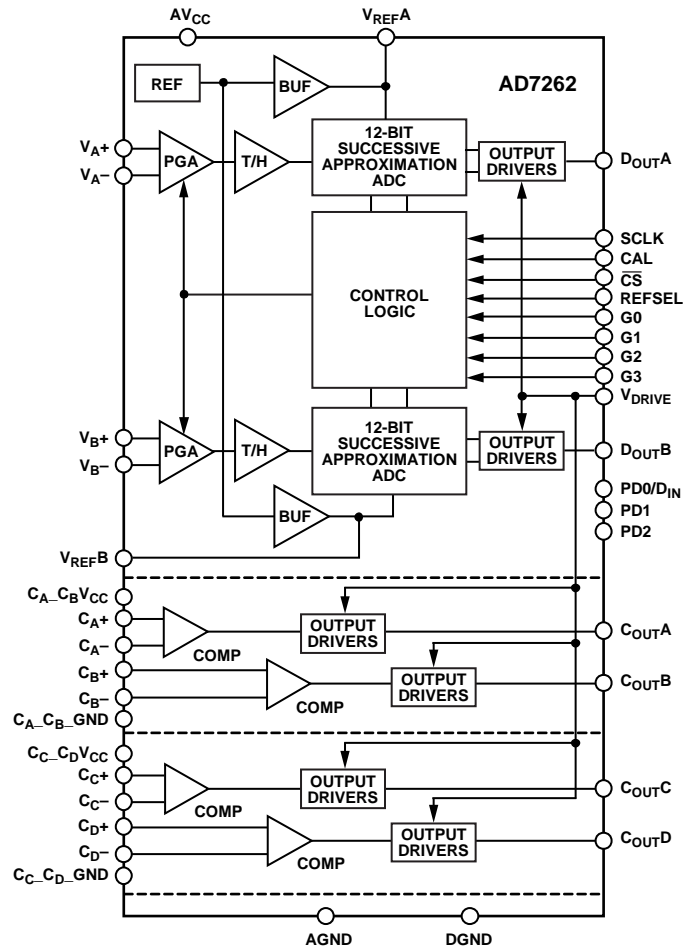 AVCC
VREFA
REF
BUF
AD7262
VA+
VA−
PGA
T/H
12-BIT
SUCCESSIVE
APPROXIMATION
ADC
OUTPUT
DRIVERS
DOUTA
SCLK
CAL
CS
REFSEL
G0
G1
G2
G3
CONTROL
LOGIC
VDRIVE
VB+
VB−
PGA
T/H
12-BIT
SUCCESSIVE
APPROXIMATION
ADC
OUTPUT
DRIVERS
DOUTB
PD0/DIN
PD1
PD2
BUF
VREFB
CA_CBVCC
CA+
CA−
COMP
OUTPUT
DRIVERS
COUTA
CB+
CB−
COMP
OUTPUT
DRIVERS
COUTB
CA_CB_GND
CC_CDVCC
CC+
CC−
COMP
OUTPUT
DRIVERS
COUTC
CD+
CD−
COMP
OUTPUT
DRIVERS
COUTD
CC_CD_GND
AGND
DGND